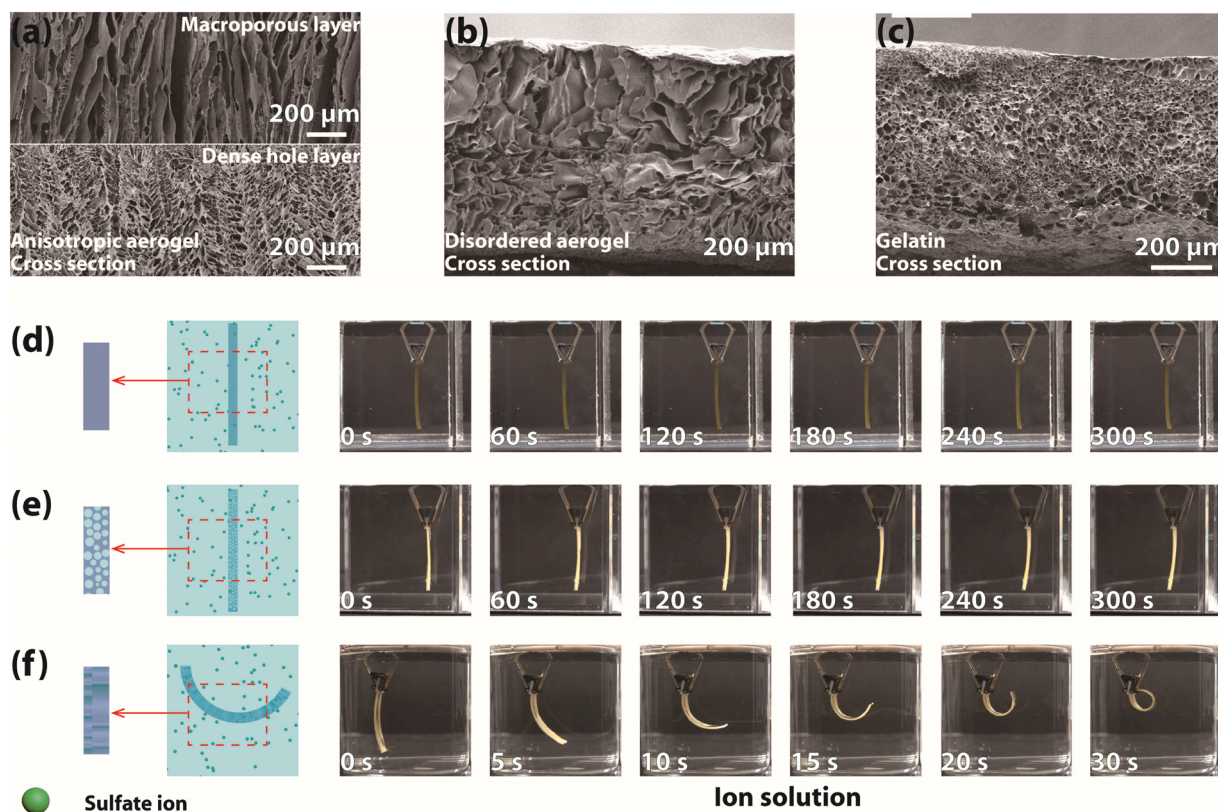 (a)
Macroporous layer
200 μm
Dense hole layer
Anisotropic aerogel
Cross section
200 μm
(b)
Disordered aerogel
Cross section
200 μm
(c)
Gelatin
Cross section
200 μm
(d)
0 s
60 s
120 s
180 s
240 s
300 s
(e)
0 s
60 s
120 s
180 s
240 s
300 s
(f)
0 s
5 s
10 s
15 s
20 s
30 s
Sulfate ion
Ion solution